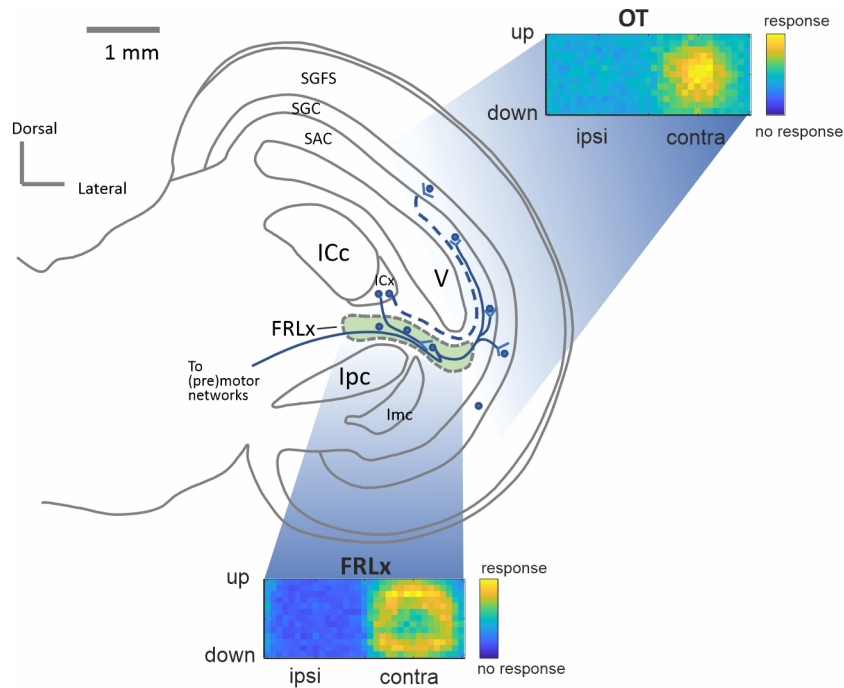 1 mm
Dorsal
Lateral
SGFS
SGC
SAC
ICc
ICx
V
FRLx
Ipc
Imc
To
(pre)motor
networks
OT
up
down
ipsi
contra
response
no response
FRLx
up
down
ipsi
contra
response
no response